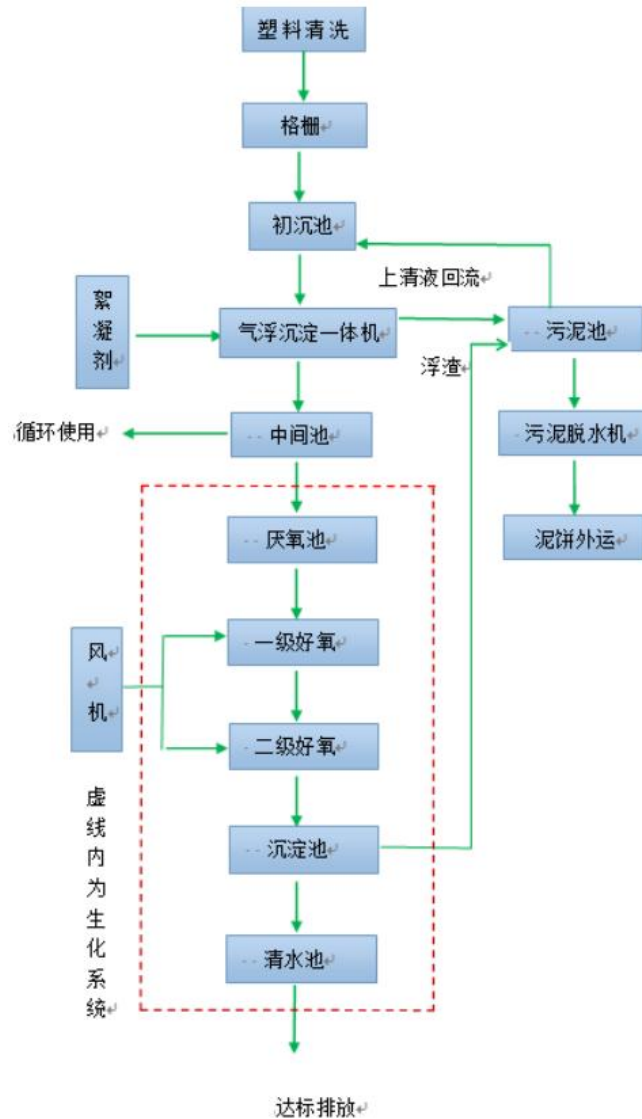 塑料清洗
格栅
初沉池
上清液回流
絮凝剂
气浮沉淀一体机
污泥池
浮渣
循环使用
中间池
污泥脱水机
厌氧池
泥饼外运
风机
一级好氧
二级好氧
虚线内为生化系统
沉淀池
清水池
达标排放